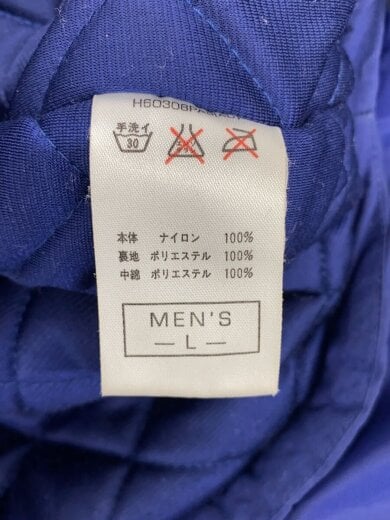 手洗イ
30
本体 ナイロン 100%
裏地 ポリエステル 100%
中綿 ポリエステル 100%
MEN'S
— L —